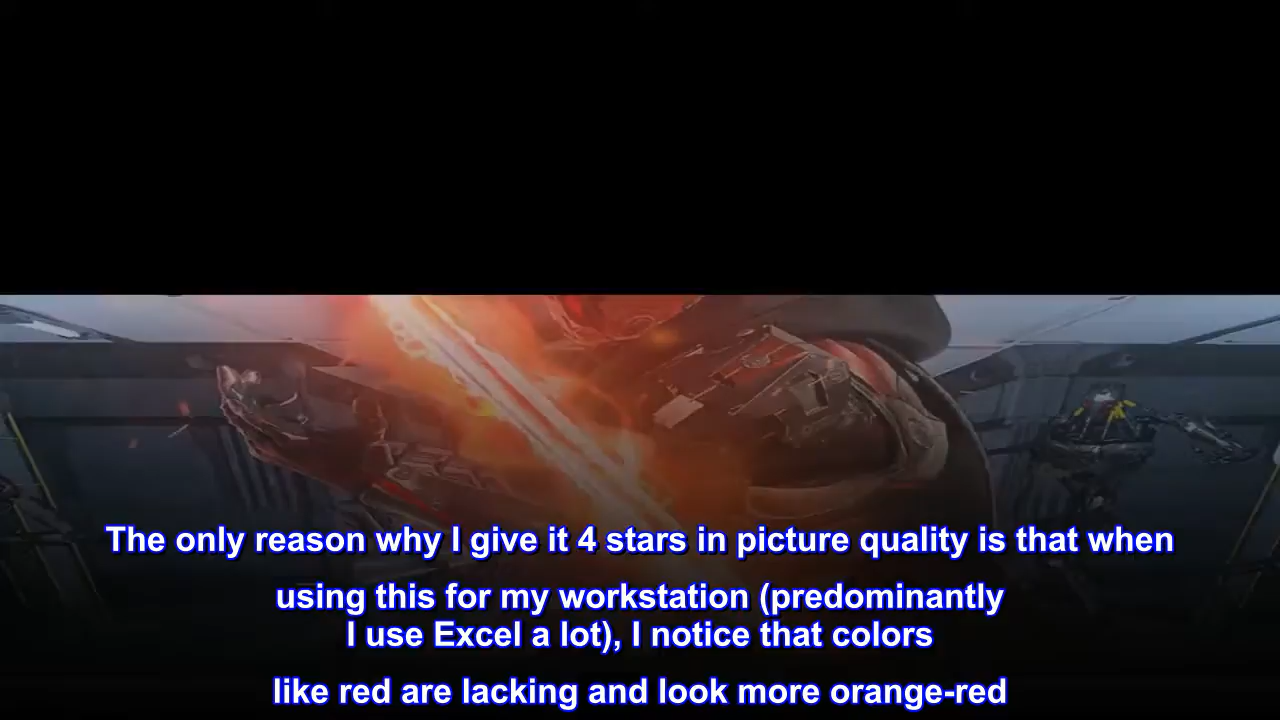 The only reason why I give it 4 stars in picture quality is that when
using this for my workstation (predominantly
I use Excel a lot), I notice that colors
like red are lacking and look more orange-red